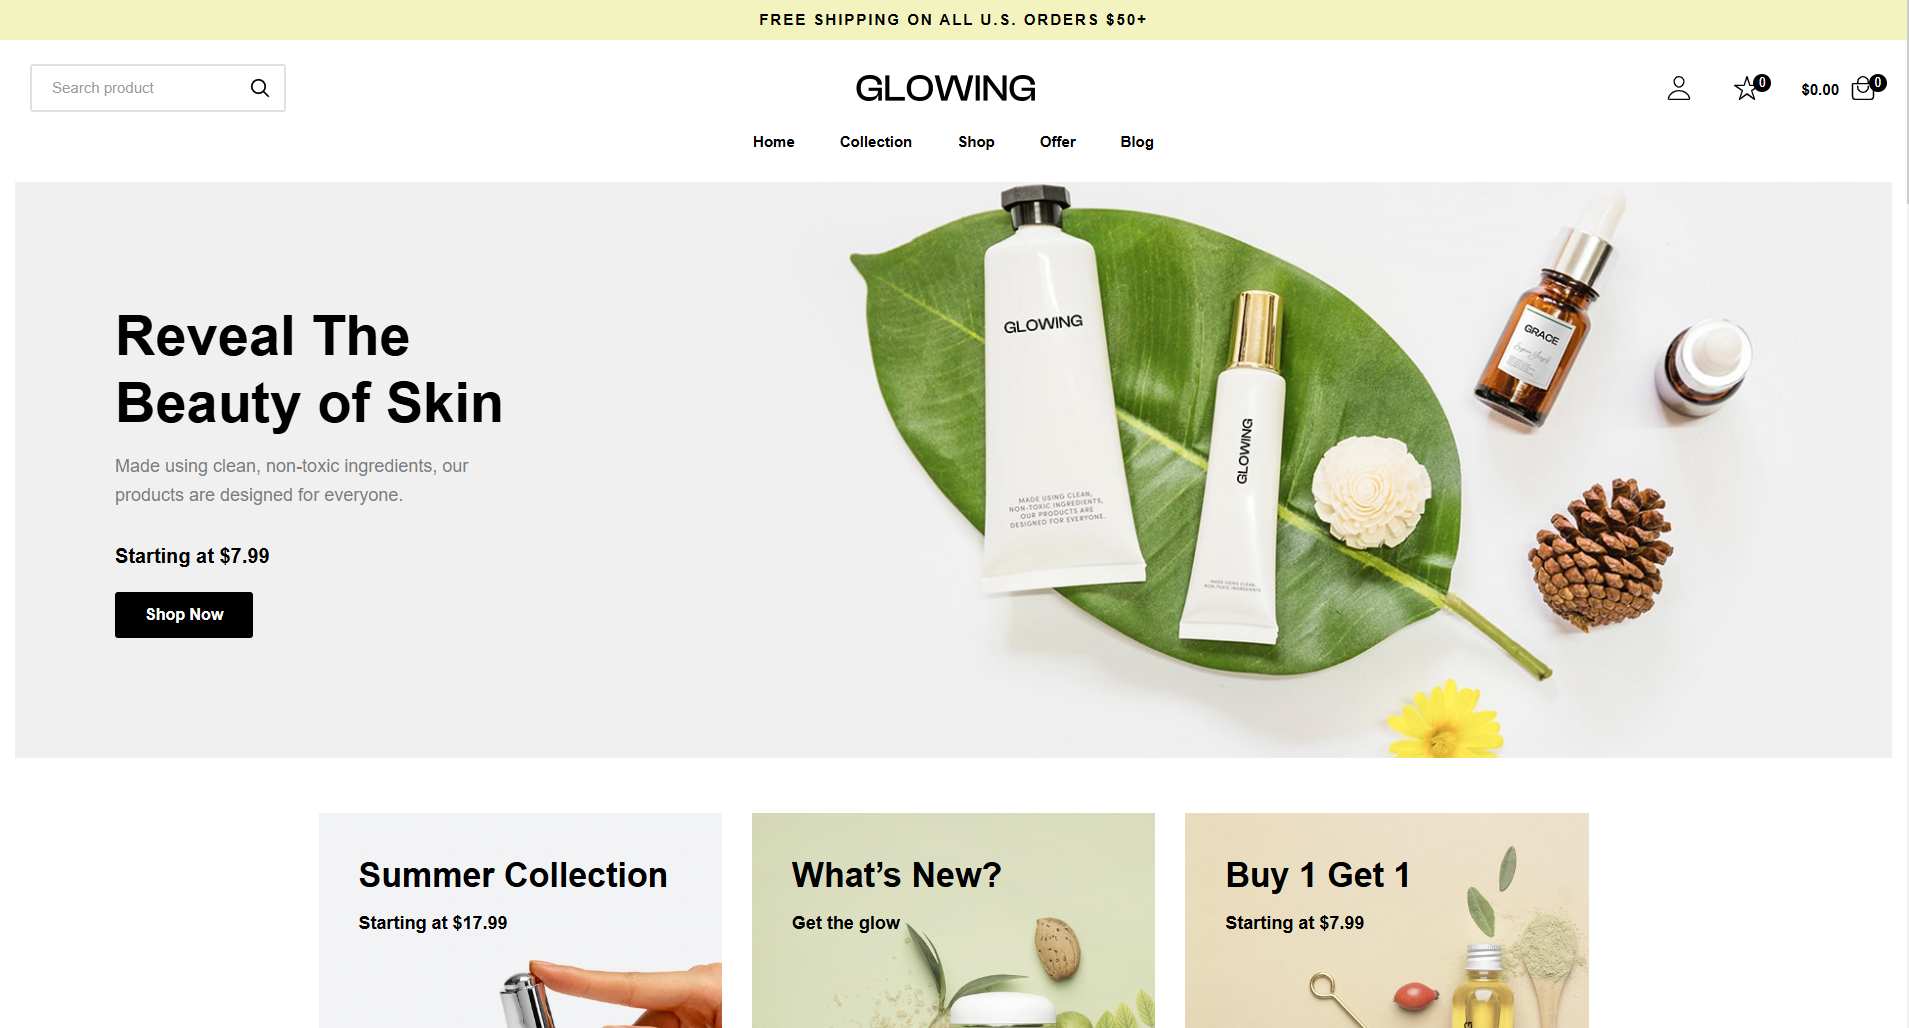 FREE SHIPPING ON ALL U.S. ORDERS $50+
Search product
GLOWING
0
$0.00
0
Home
Collection
Shop
Offer
Blog
Reveal The
Beauty of Skin
Made using clean, non-toxic ingredients, our
products are designed for everyone.
Starting at $7.99
Shop Now
GLOWING
MADE USING CLEAN,
NON-TOXIC INGREDIENTS,
OUR PRODUCTS ARE
DESIGNED FOR EVERYONE.
GLOWING
MADE USING CLEAN,
NON-TOXIC INGREDIENTS
GRACE
Summer Collection
Starting at $17.99
What’s New?
Get the glow
Buy 1 Get 1
Starting at $7.99